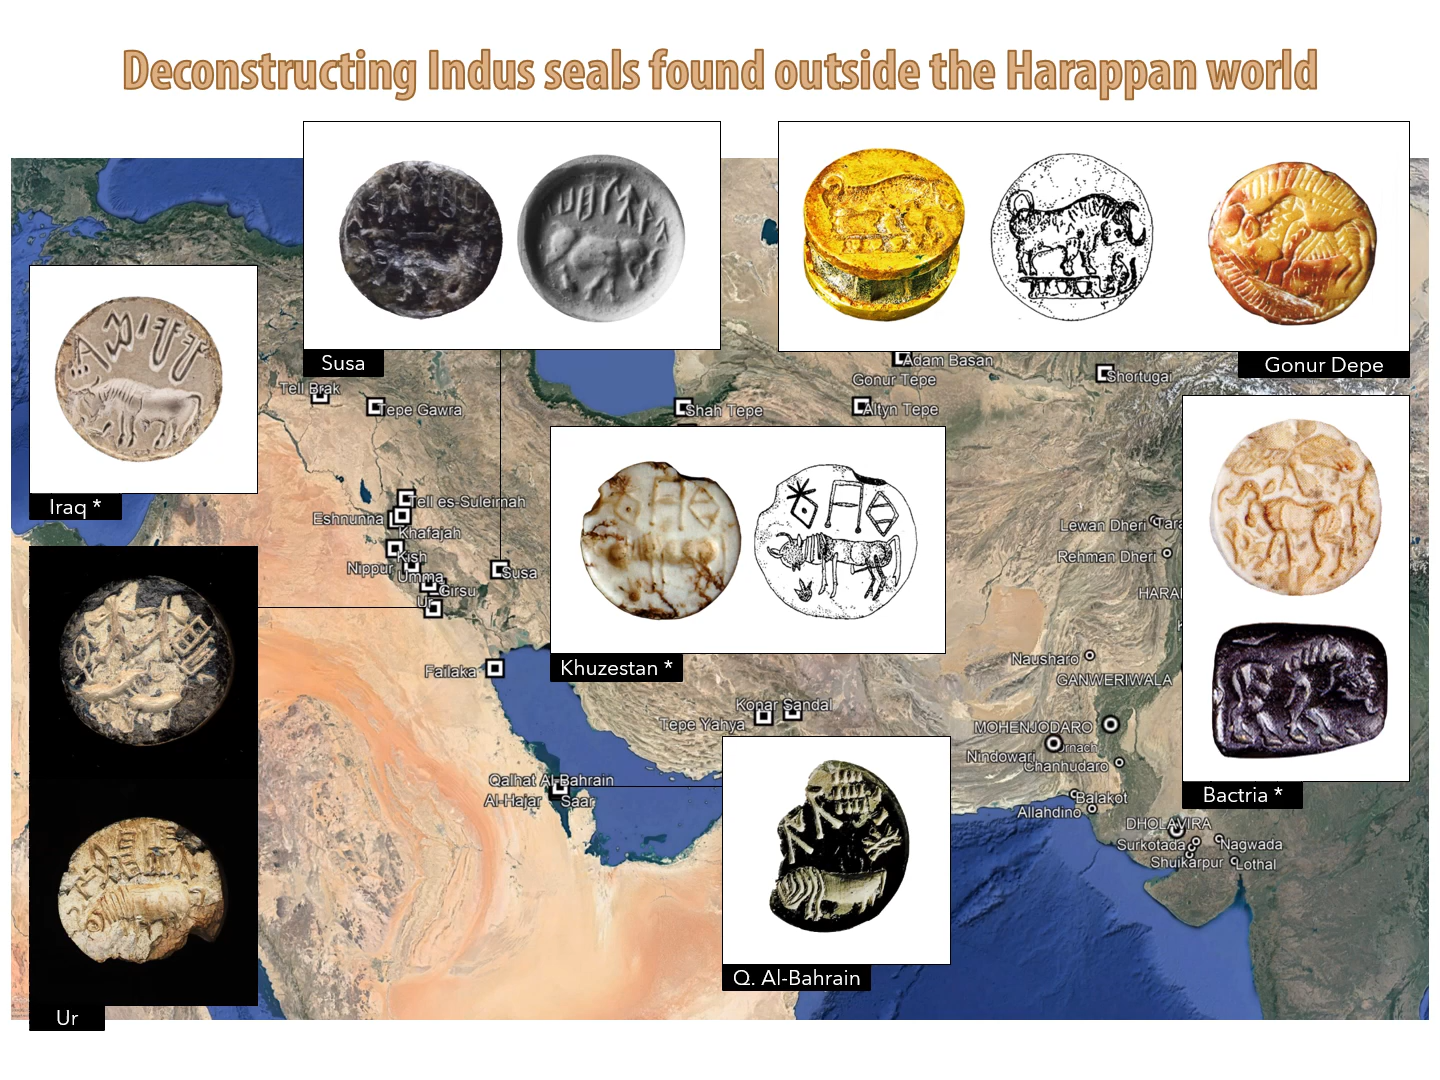 Deconstructing Indus seals found outside the Harappan world
Susa
Gonur Depe
Iraq *
Khuzestan *
Ur
Q. Al-Bahrain
Bactria *
Adam Basan
Gonur Tepe
Shortugai
Tell Brak
Tepe Gawra
Shah Tepe
Altyn Tepe
Tell es-Suleimah
Eshnunna
Khafajah
Kish
Nippur
Umma
Girsu
Ur
Susa
Failaka
Lewan Dheri
Rehman Dheri
Nausharo
GANWERIWALA
Konar Sandal
Tepe Yahya
MOHENJODARO
Nindowari
Chanhudaro
Qalhat Al-Bahrain
Al-Hajar
Saar
Balakot
Allahdino
DHOLAVIRA
Surkotada
Nagwada
Shuikarpur
Lothal